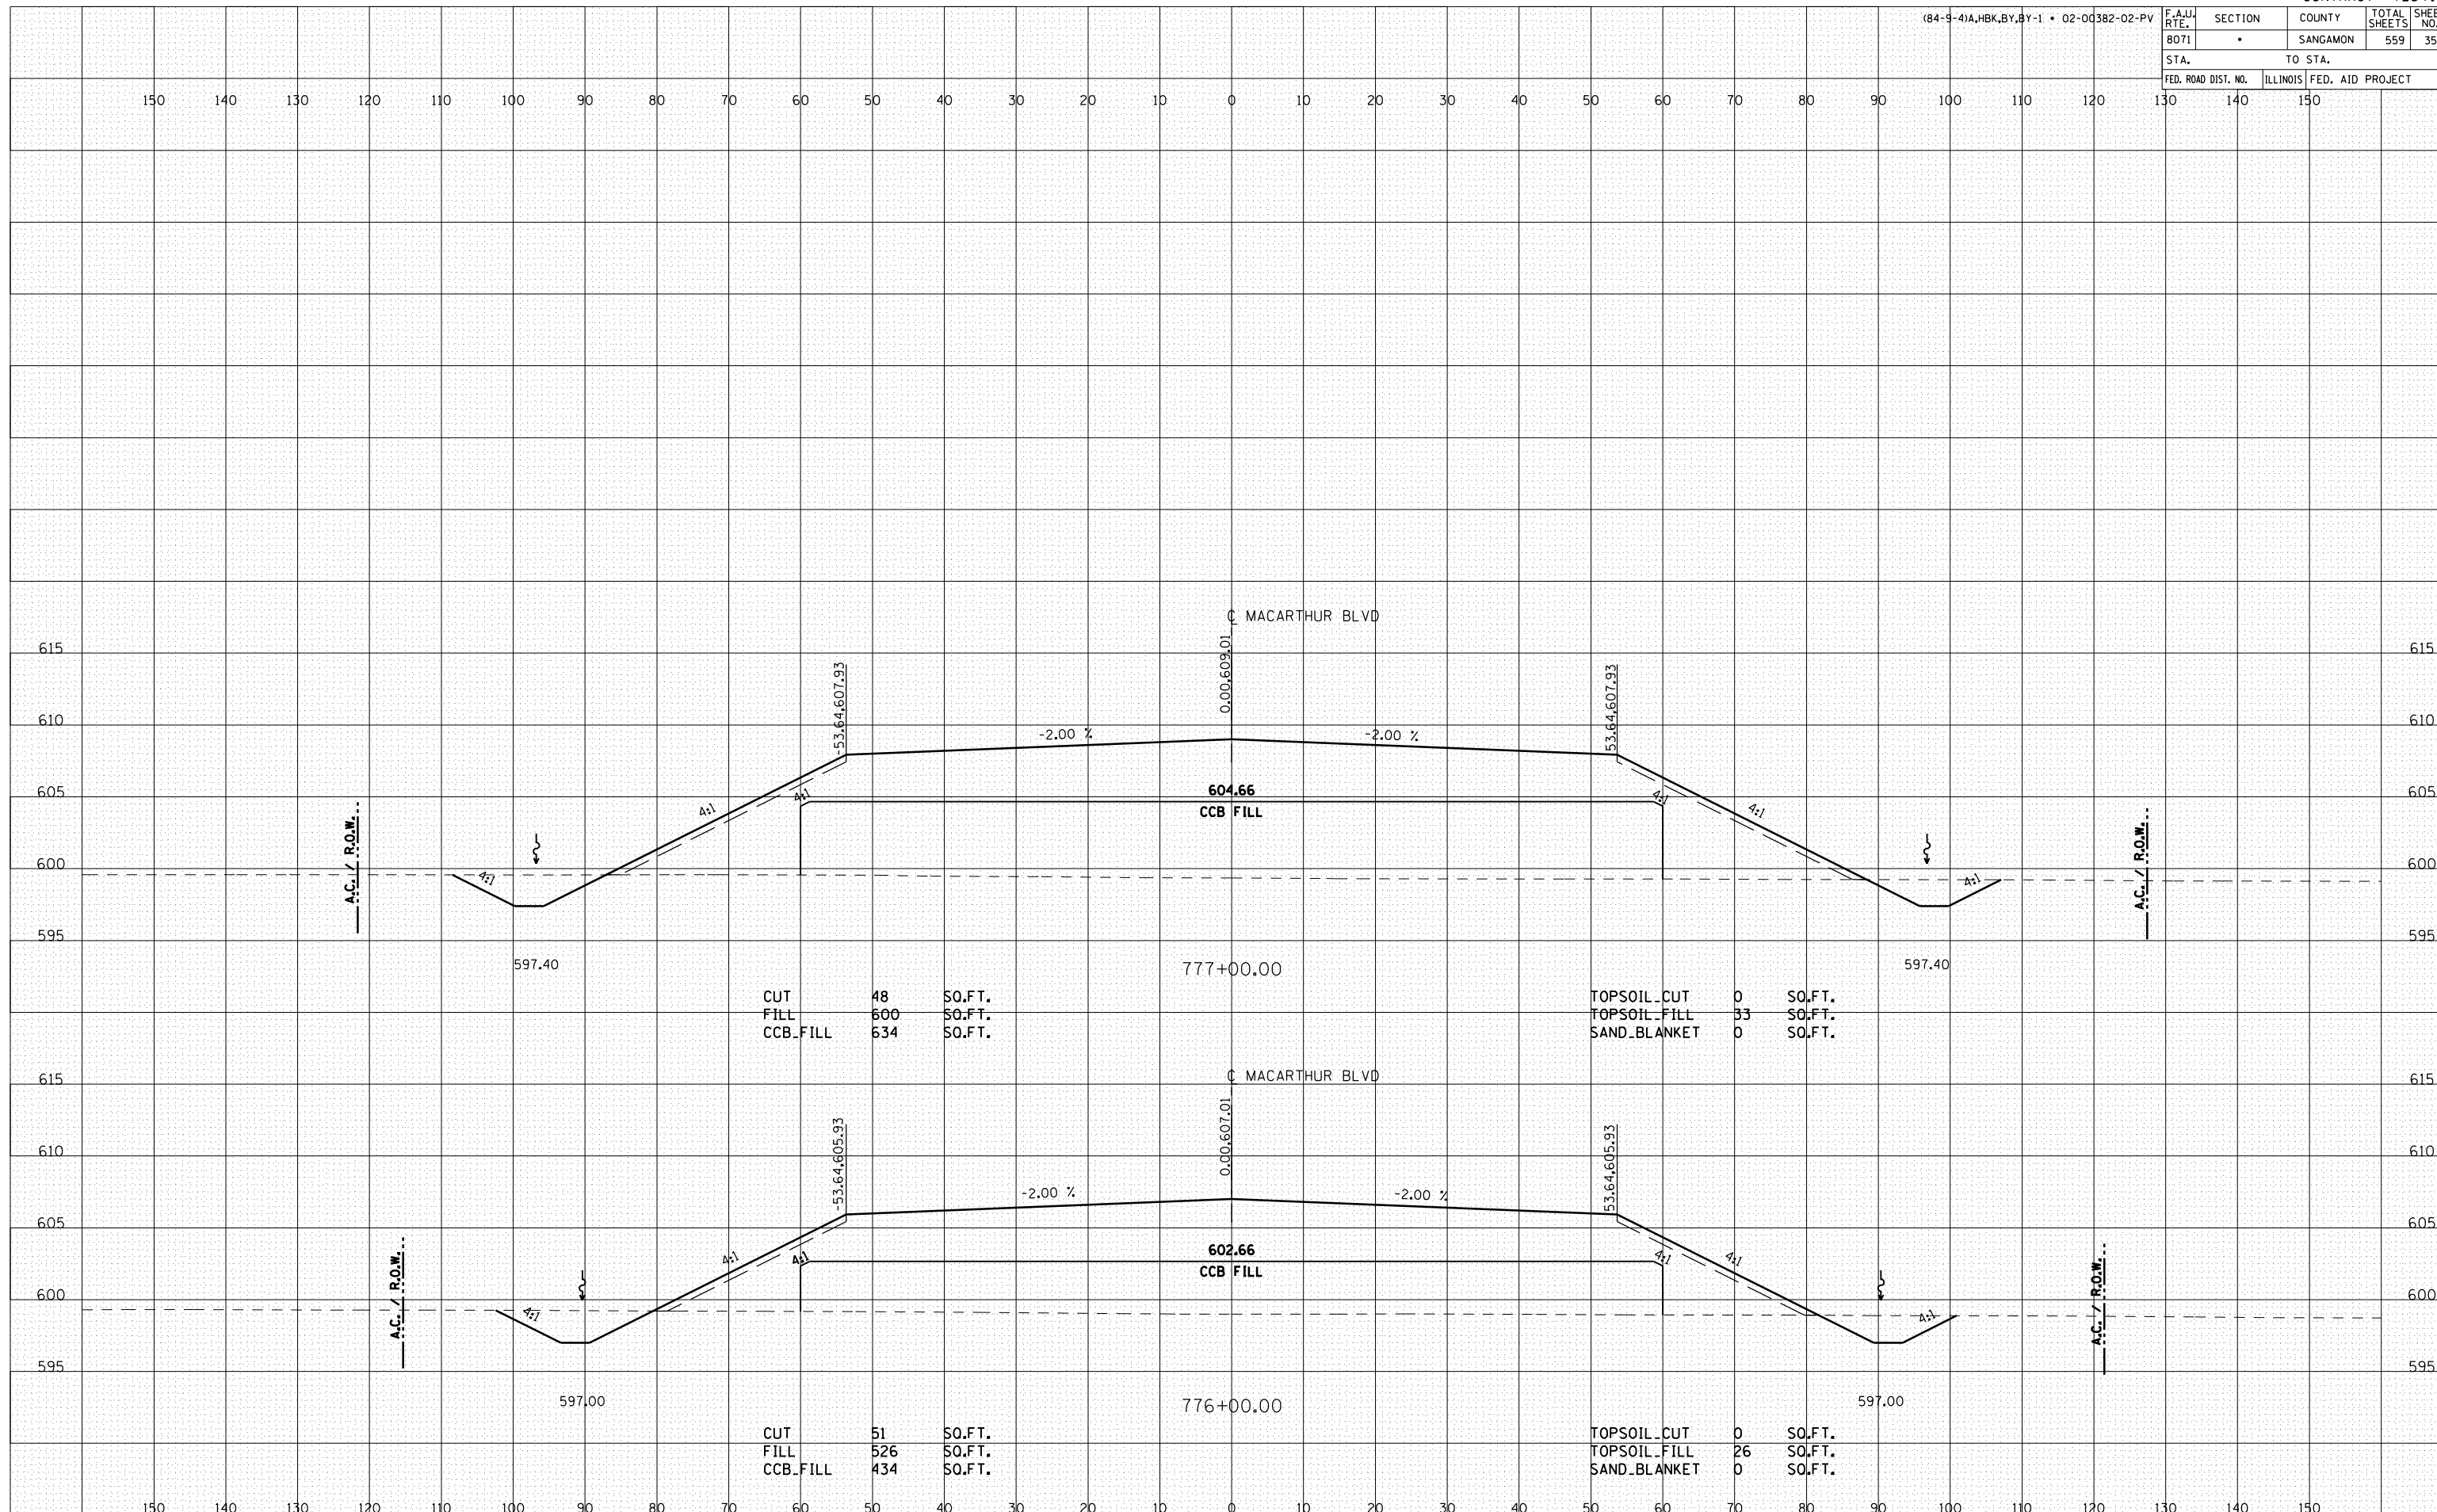 (84-9-4)A,HBK,BY,BY-1 • 02-00382-02-PV
F.A.U. RTE. SECTION COUNTY TOTAL SHEETS
8071 • SANGAMON 559
STA. TO STA.
FED. ROAD DIST. NO. ILLINOIS FED. AID PROJECT
150 140 130 120 110 100 90 80 70 60 50 40 30 20 10 0 10 20 30 40 50 60 70 80 90 100 110 120 130 140 150
℄ MACARTHUR BLVD
615 615
-53.64,607.93 0.00,609.01 53.64,607.93
610 610
-2.00 % -2.00 %
605 605
4:1 4:1 604.66 4:1 4:1
CCB FILL
A.C. / R.O.W. A.C. / R.O.W.
600 600
4:1 4:1
595 595
597.40 777+00.00 597.40
CUT 48 SQ.FT. TOPSOIL_CUT 0 SQ.FT.
FILL 600 SQ.FT. TOPSOIL_FILL 33 SQ.FT.
CCB_FILL 634 SQ.FT. SAND_BLANKET 0 SQ.FT.
℄ MACARTHUR BLVD
615 615
-53.64,605.93 0.00,607.01 53.64,605.93
610 610
-2.00 % -2.00 %
605 605
4:1 4:1 602.66 4:1 4:1
CCB FILL
A.C. / R.O.W. A.C. / R.O.W.
600 600
4:1 4:1
595 595
597.00 776+00.00 597.00
CUT 51 SQ.FT. TOPSOIL_CUT 0 SQ.FT.
FILL 526 SQ.FT. TOPSOIL_FILL 26 SQ.FT.
CCB_FILL 434 SQ.FT. SAND_BLANKET 0 SQ.FT.
150 140 130 120 110 100 90 80 70 60 50 40 30 20 10 0 10 20 30 40 50 60 70 80 90 100 110 120 130 140 150